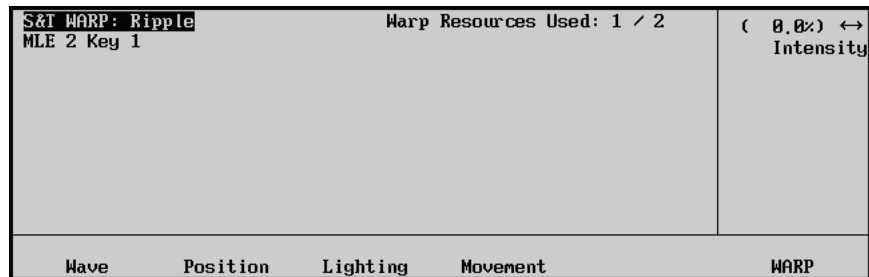 S&T WARP: Ripple Warp Resources Used: 1 / 2 ( 0.0%) ↔
MLE 2 Key 1 Intensity
Wave Position Lighting Movement WARP